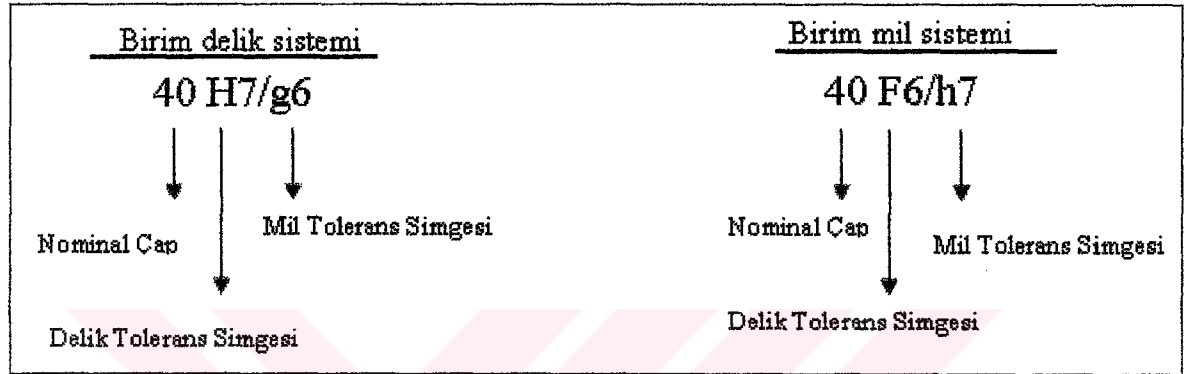 Birim delik sistemi
40 H7/g6
Nominal Çap
Mil Tolerans Simgesi
Delik Tolerans Simgesi
Birim mil sistemi
40 F6/h7
Nominal Çap
Mil Tolerans Simgesi
Delik Tolerans Simgesi